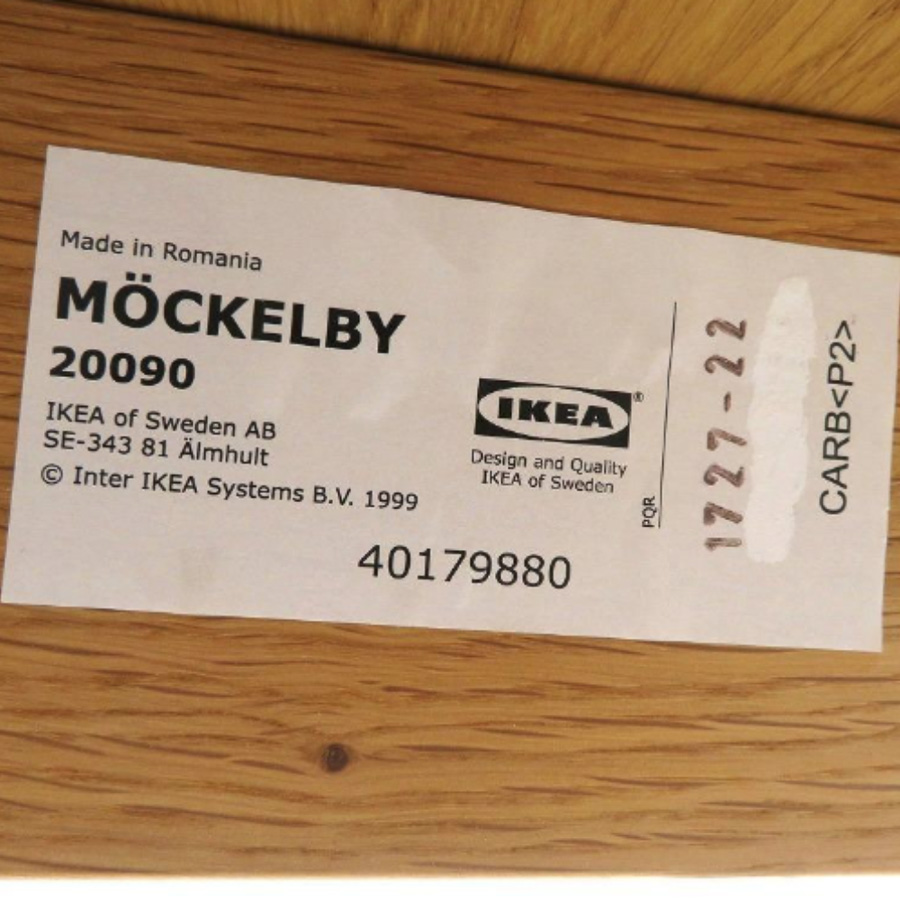 Made in Romania
MÖCKELBY
20090
IKEA of Sweden AB
SE-343 81 Älmhult
© Inter IKEA Systems B.V. 1999
40179880
IKEA®
Design and Quality
IKEA of Sweden
PQR
1727-22
CARB<P2>